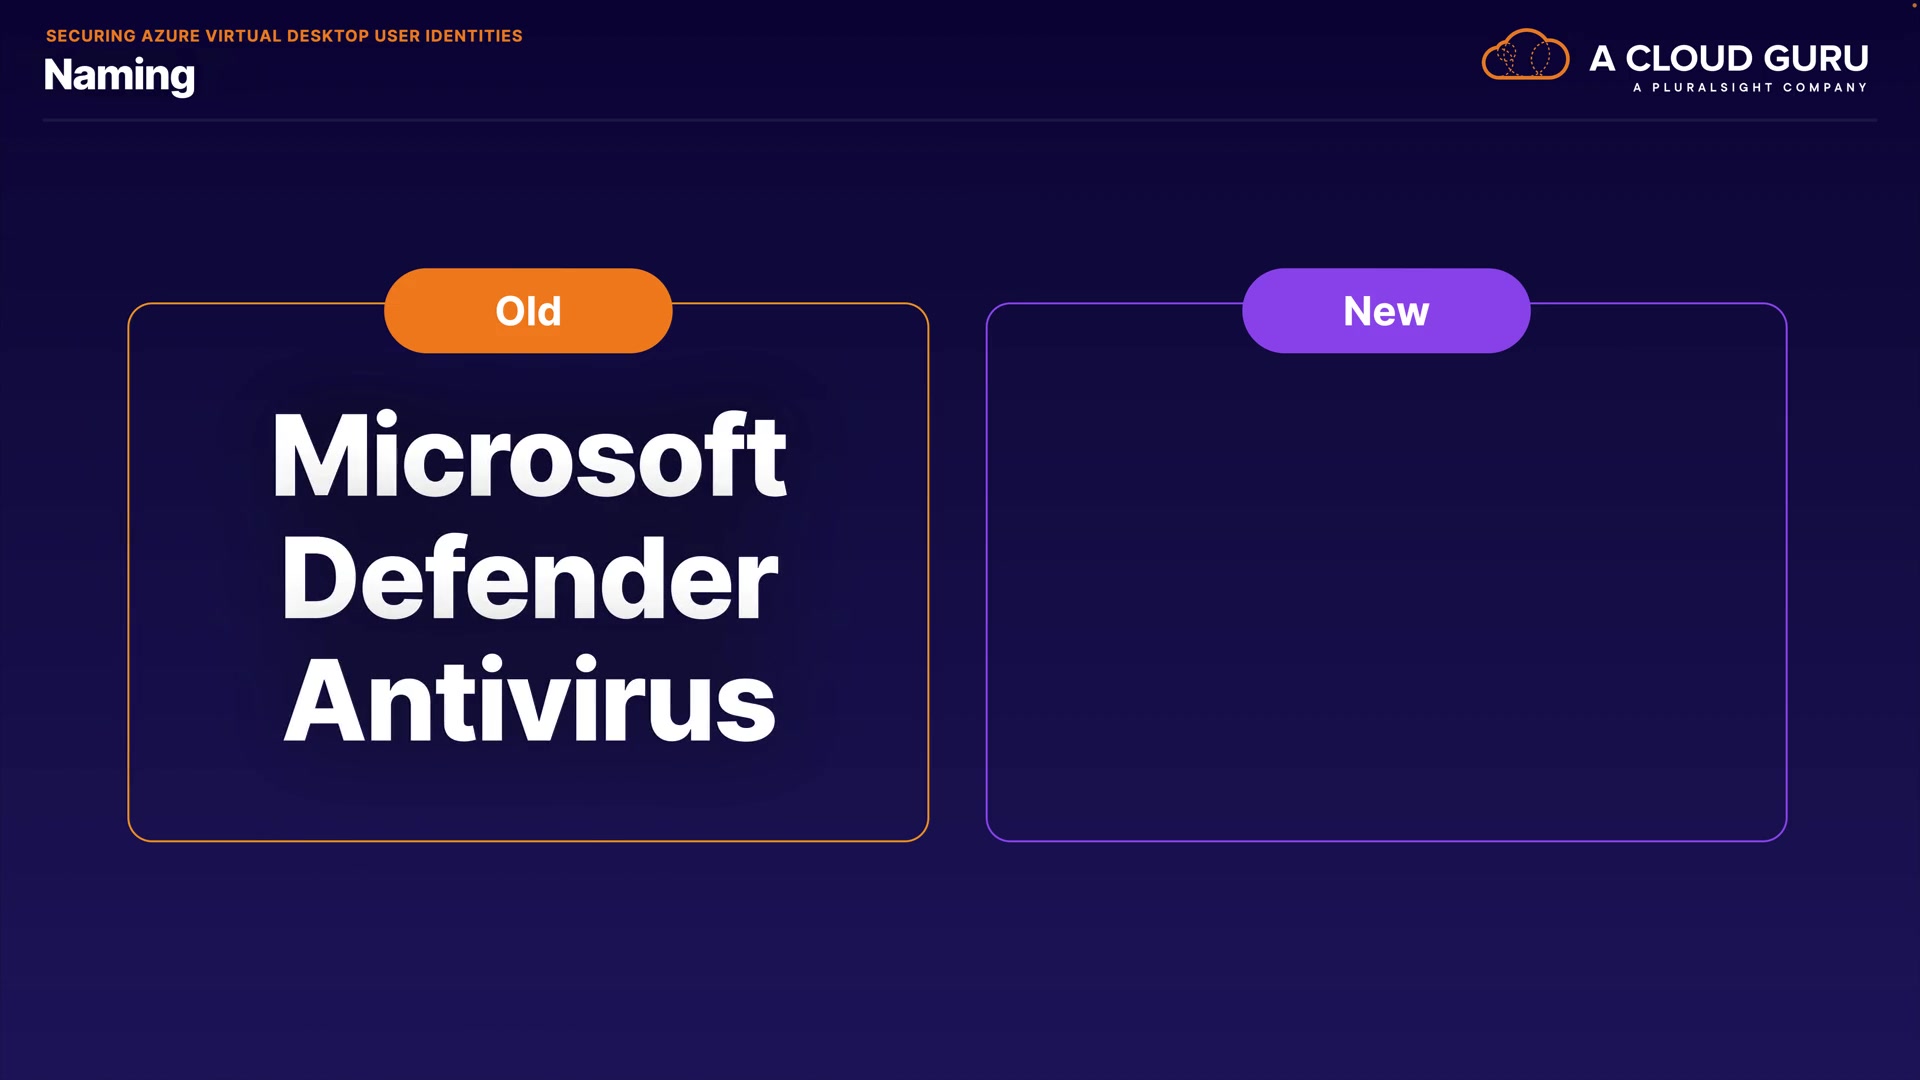 SECURING AZURE VIRTUAL DESKTOP USER IDENTITIES
Naming
A CLOUD GURU
A PLURALSIGHT COMPANY
Old
Microsoft
Defender
Antivirus
New